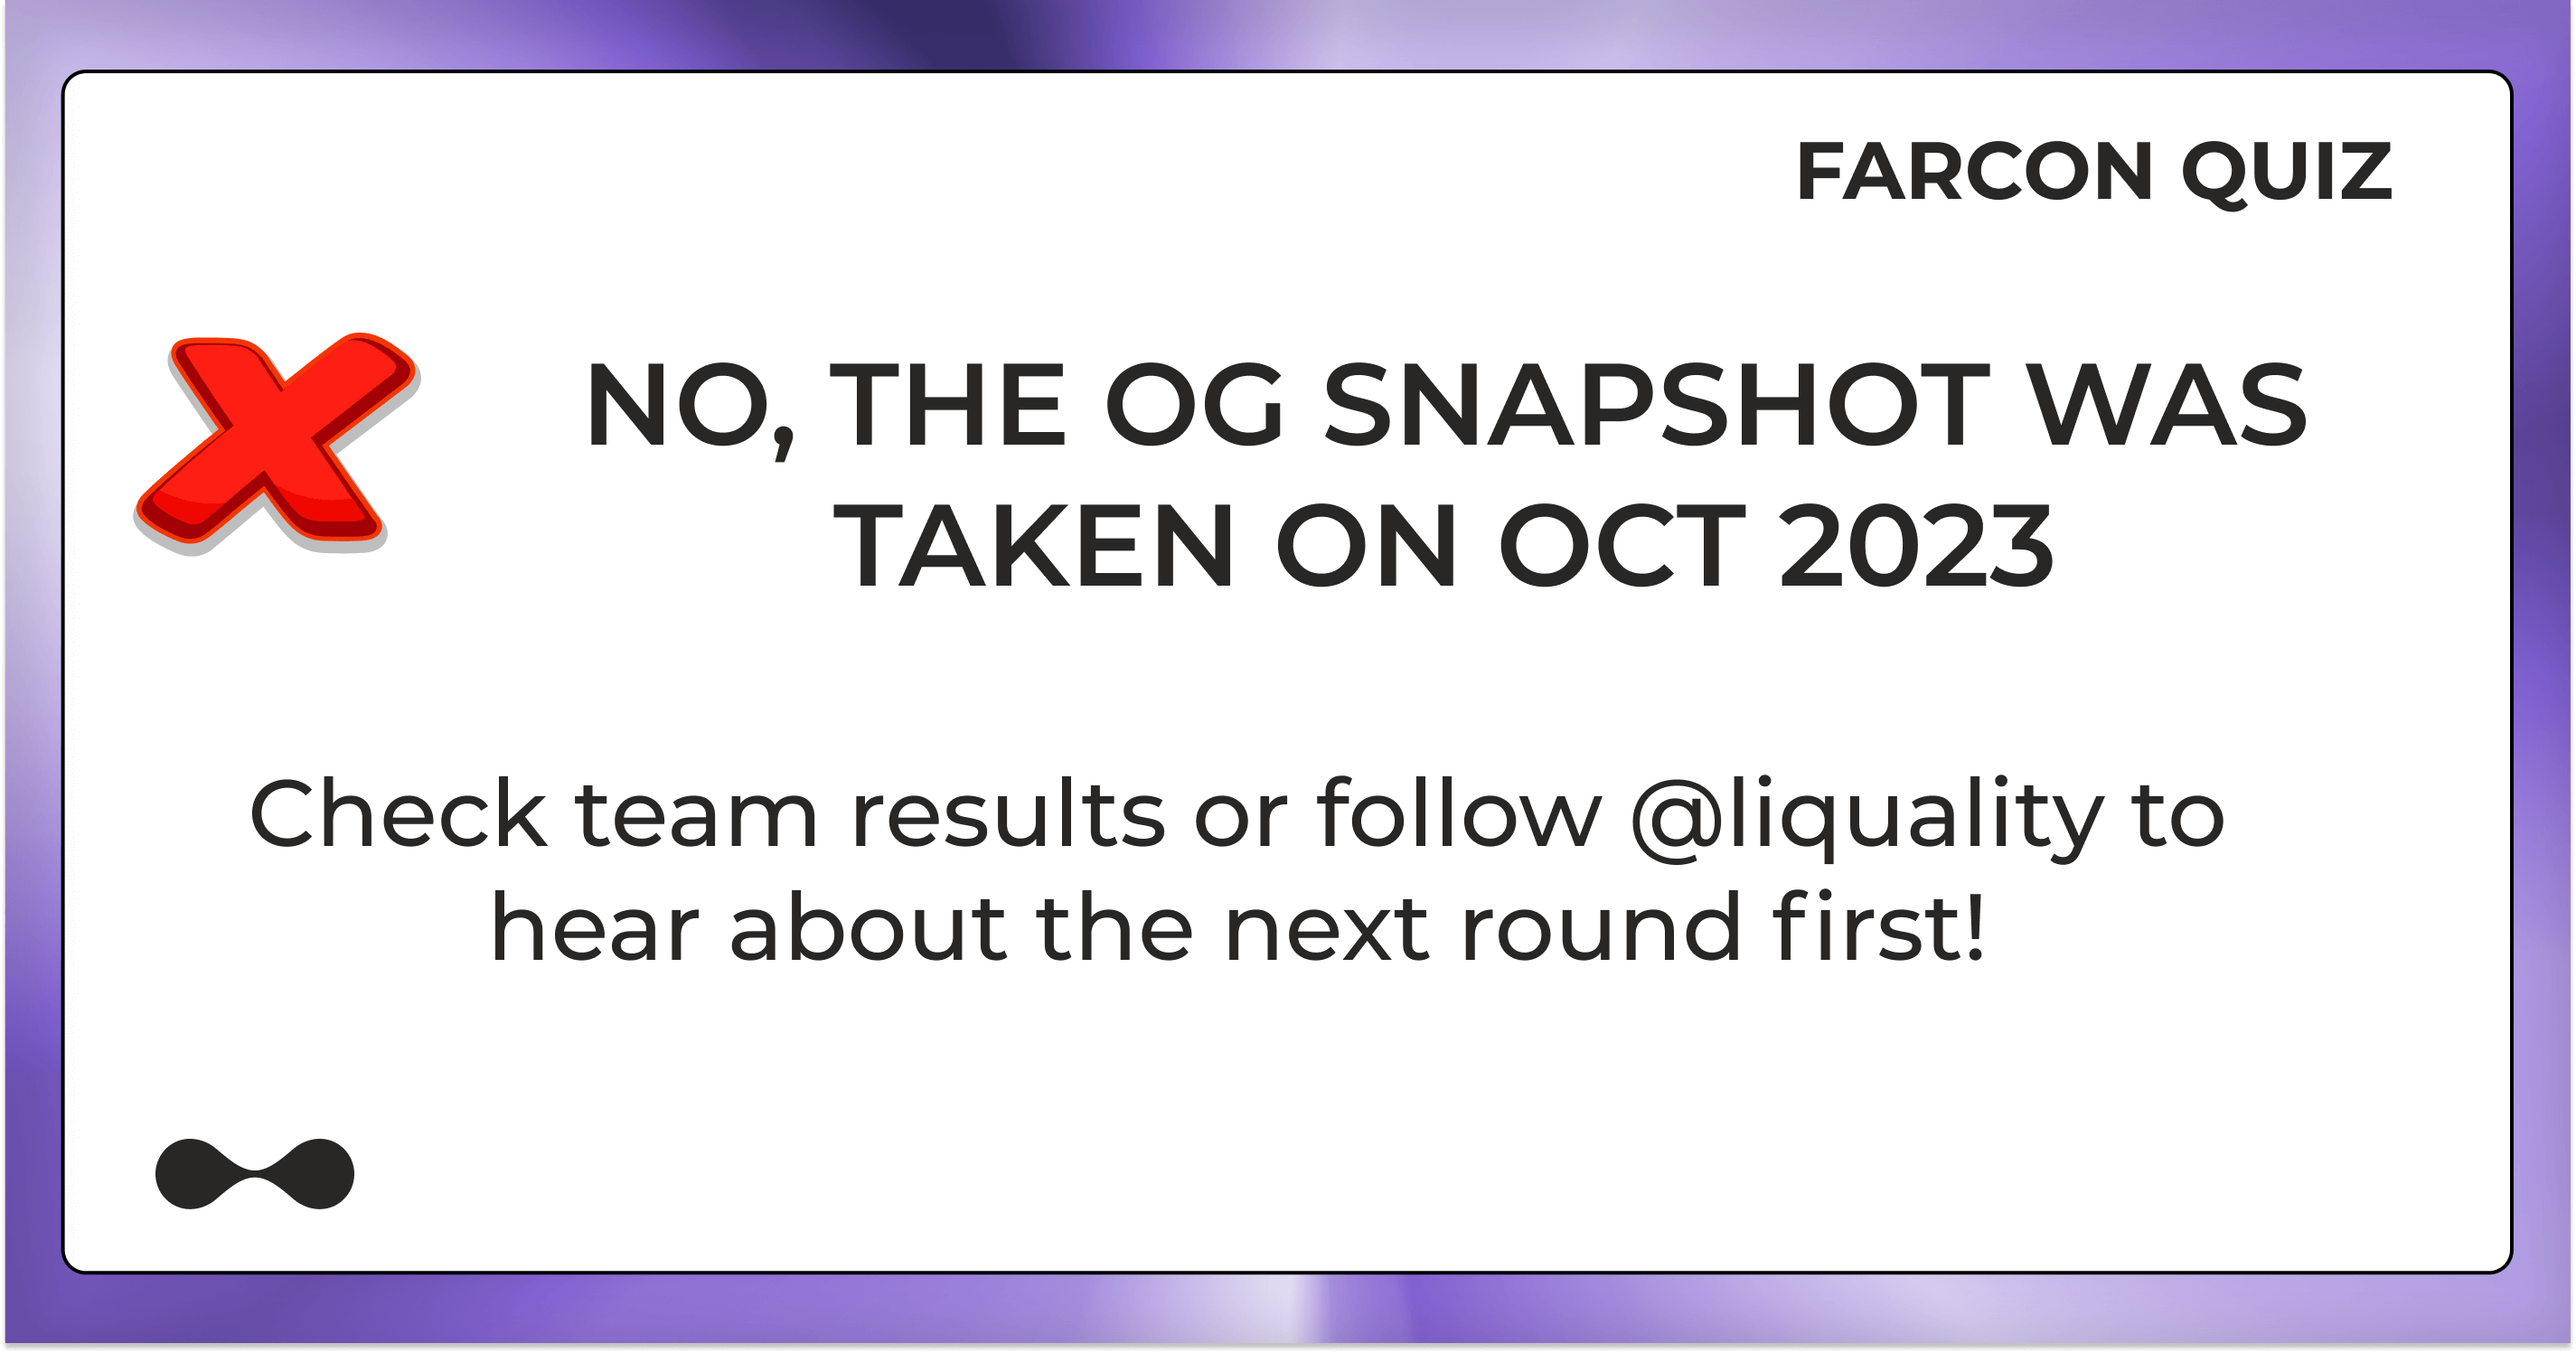 FARCON QUIZ
NO, THE OG SNAPSHOT WAS
TAKEN ON OCT 2023
Check team results or follow @liquality to
hear about the next round first!